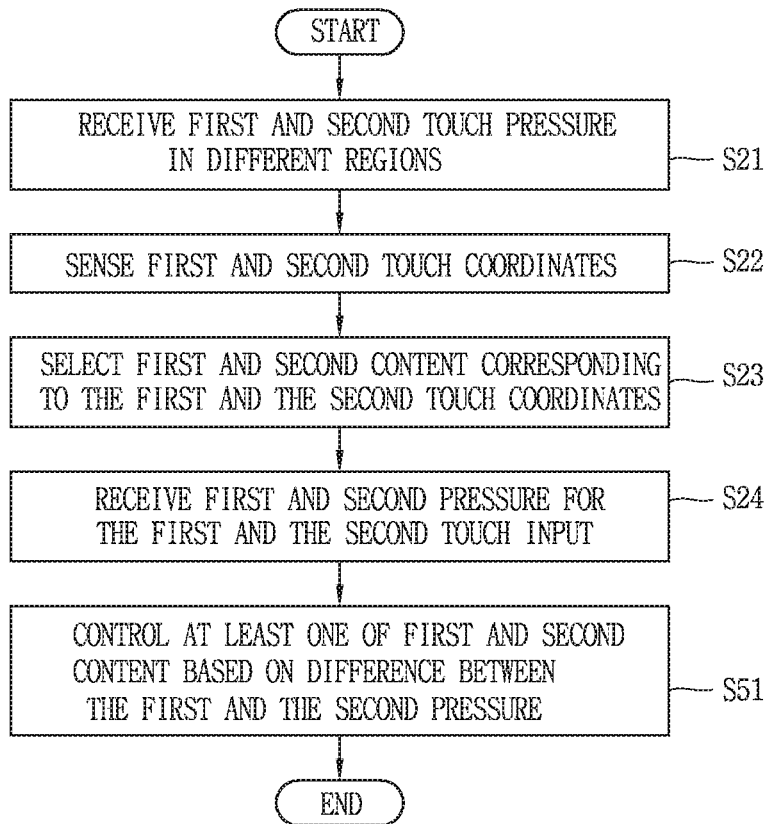 START
RECEIVE FIRST AND SECOND TOUCH PRESSURE
IN DIFFERENT REGIONS
S21
SENSE FIRST AND SECOND TOUCH COORDINATES
S22
SELECT FIRST AND SECOND CONTENT CORRESPONDING
TO THE FIRST AND THE SECOND TOUCH COORDINATES
S23
RECEIVE FIRST AND SECOND PRESSURE FOR
THE FIRST AND THE SECOND TOUCH INPUT
S24
CONTROL AT LEAST ONE OF FIRST AND SECOND
CONTENT BASED ON DIFFERENCE BETWEEN
THE FIRST AND THE SECOND PRESSURE
S51
END